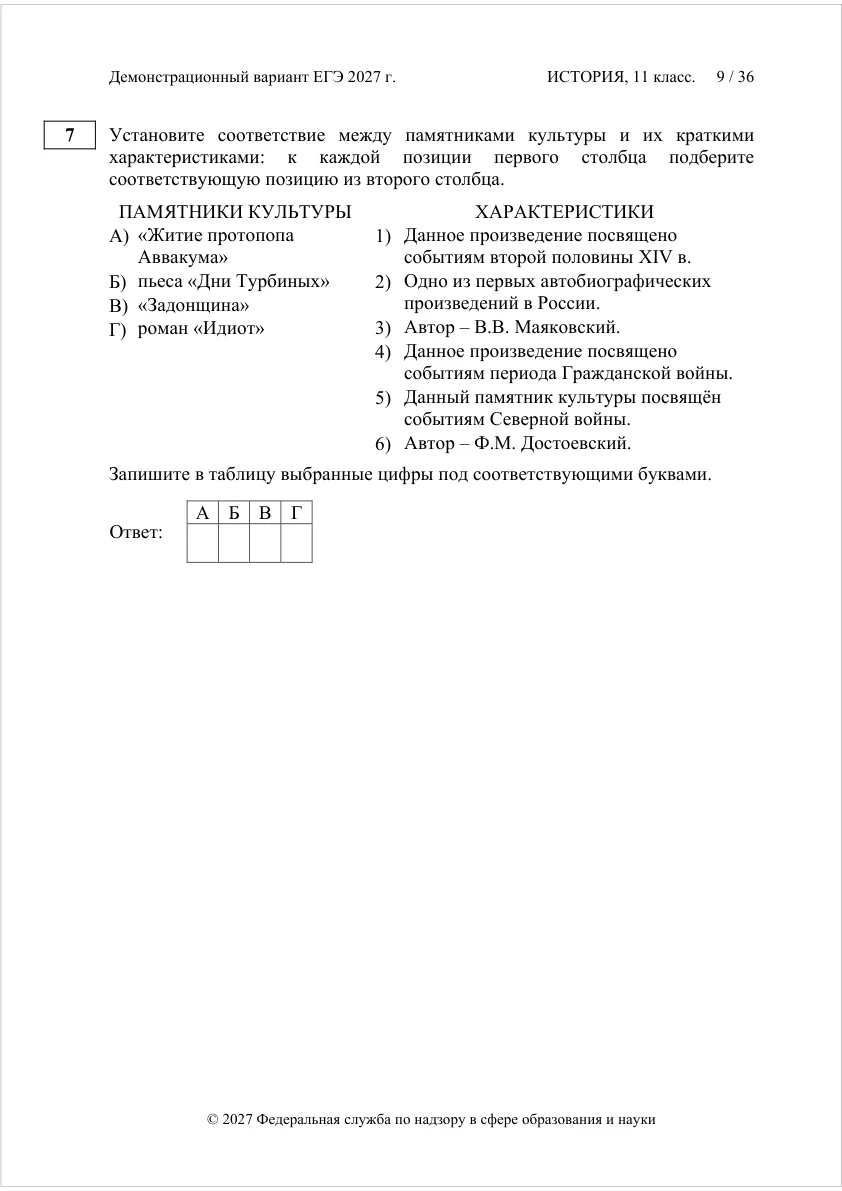 Демонстрационный вариант ЕГЭ 2027 г. ИСТОРИЯ, 11 класс. 9 / 36
7 Установите соответствие между памятниками культуры и их краткими
характеристиками: к каждой позиции первого столбца подберите
соответствующую позицию из второго столбца.
ПАМЯТНИКИ КУЛЬТУРЫ
А) «Житие протопопа
Аввакума»
Б) пьеса «Дни Турбиных»
В) «Задонщина»
Г) роман «Идиот»
ХАРАКТЕРИСТИКИ
1) Данное произведение посвящено
событиям второй половины XIV в.
2) Одно из первых автобиографических
произведений в России.
3) Автор – В.В. Маяковский.
4) Данное произведение посвящено
событиям периода Гражданской войны.
5) Данный памятник культуры посвящён
событиям Северной войны.
6) Автор – Ф.М. Достоевский.
Запишите в таблицу выбранные цифры под соответствующими буквами.
А Б В Г
Ответ:
© 2027 Федеральная служба по надзору в сфере образования и науки